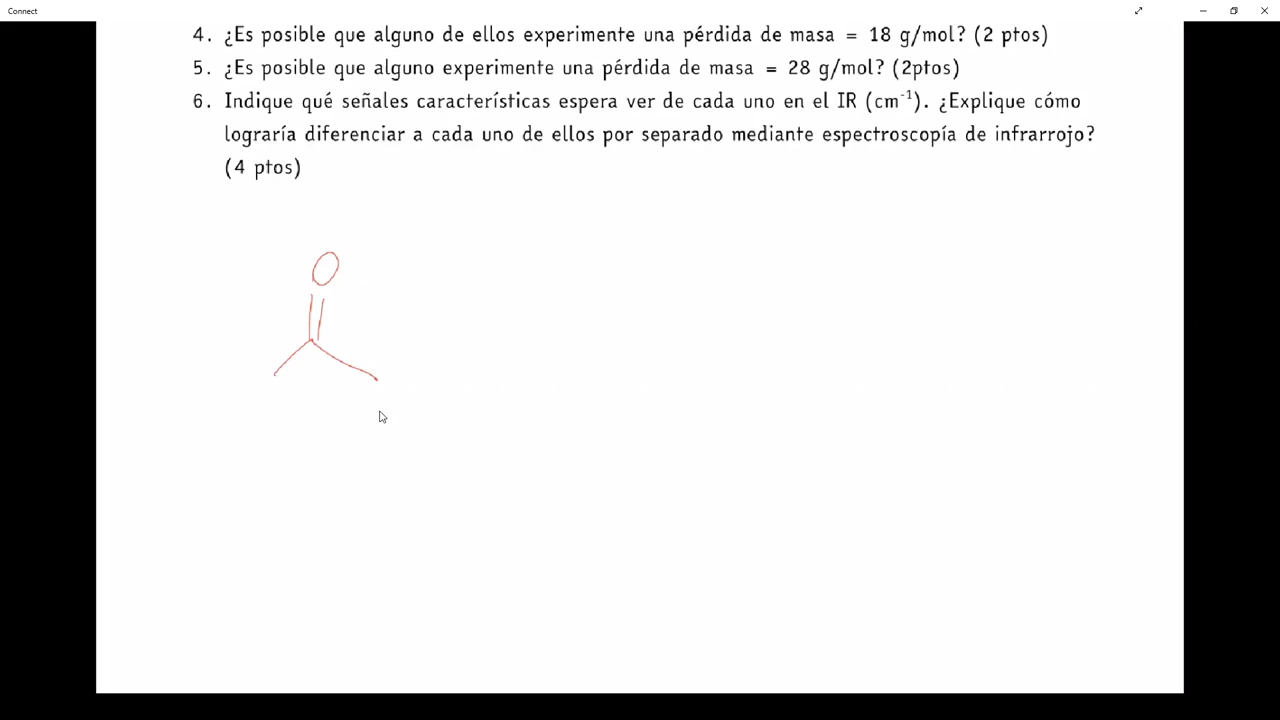 Connect
4. ¿Es posible que alguno de ellos experimente una pérdida de masa = 18 g/mol? (2 ptos)
5. ¿Es posible que alguno experimente una pérdida de masa = 28 g/mol? (2ptos)
6. Indique qué señales características espera ver de cada uno en el IR (cm⁻¹). ¿Explique cómo
lograría diferenciar a cada uno de ellos por separado mediante espectroscopía de infrarrojo?
(4 ptos)
O